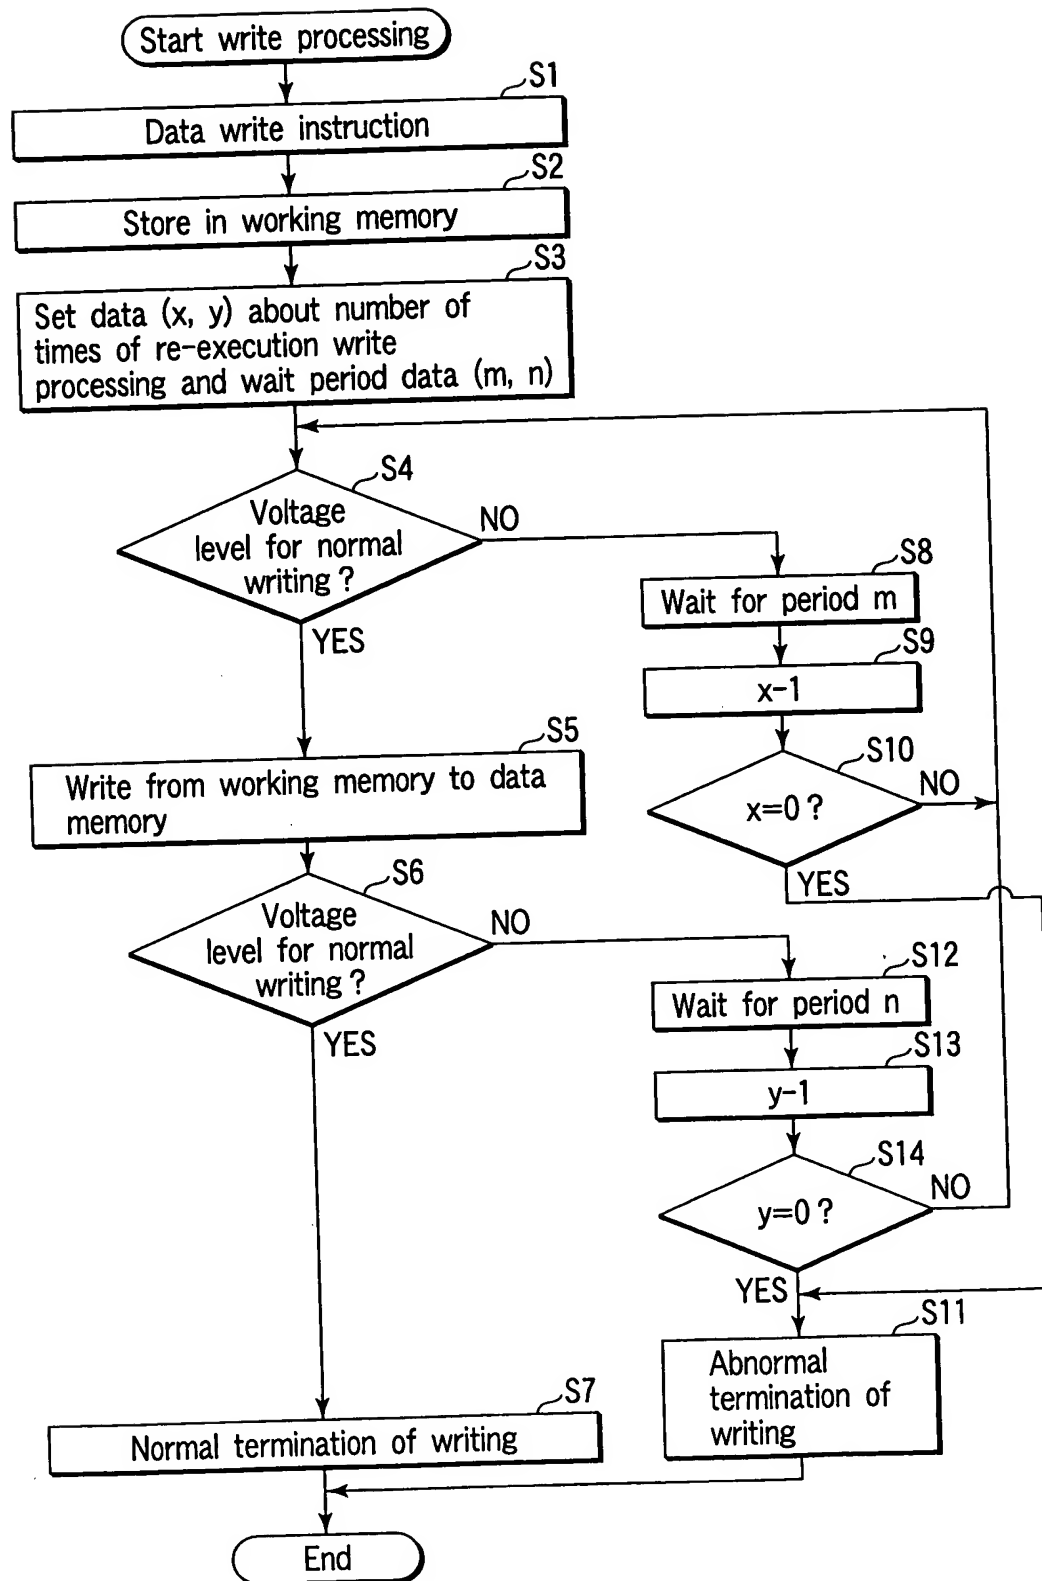 Start write processing
S1
Data write instruction
S2
Store in working memory
S3
Set data (x, y) about number of
times of re-execution write
processing and wait period data (m, n)
S4
Voltage
level for normal
writing ?
NO
YES
S8
Wait for period m
S9
x-1
S10
x=0 ?
NO
YES
S5
Write from working memory to data
memory
S6
Voltage
level for normal
writing ?
NO
YES
S12
Wait for period n
S13
y-1
S14
y=0 ?
NO
YES
S11
Abnormal
termination of
writing
S7
Normal termination of writing
End